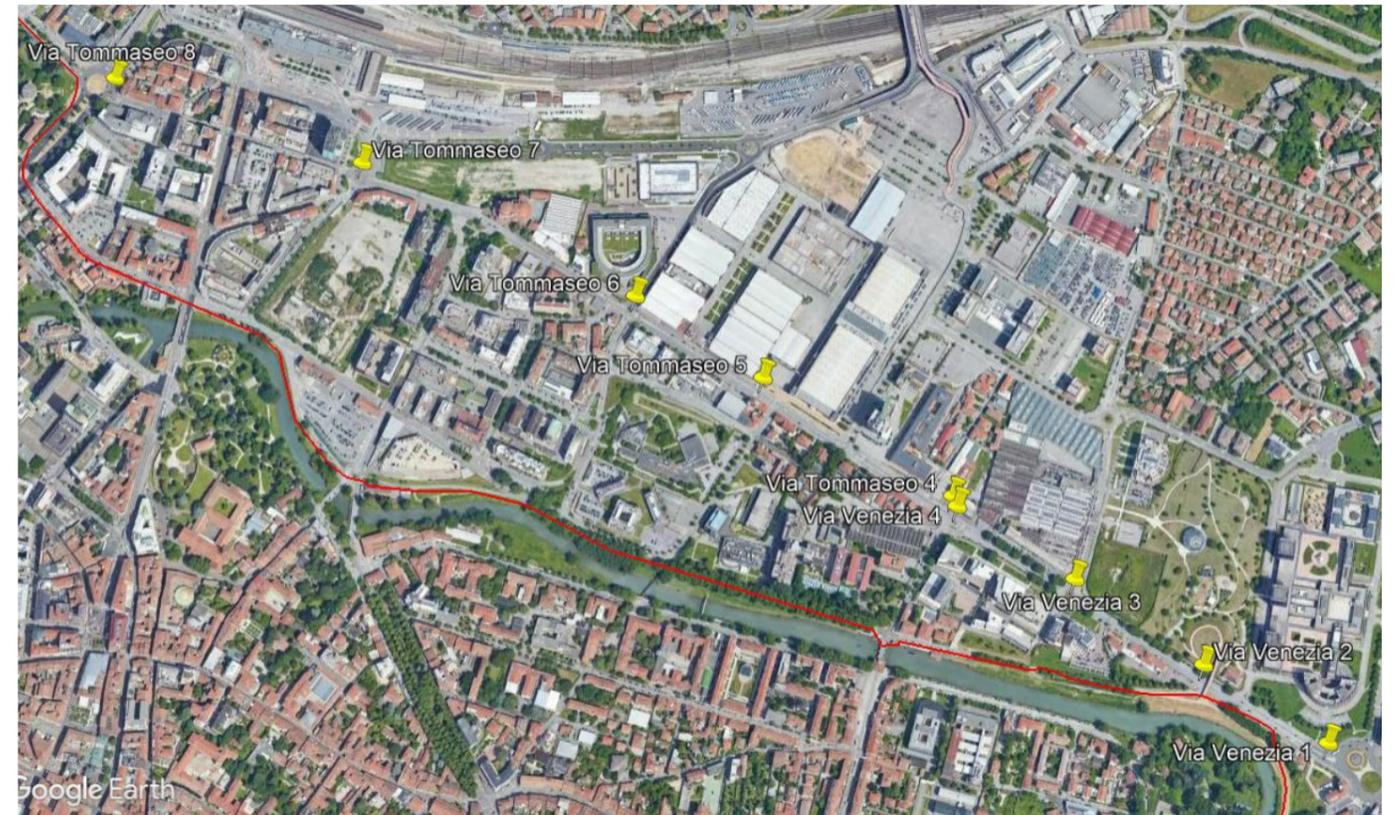 Via Tommaseo 8
Via Tommaseo 7
Via Tommaseo 6
Via Tommaseo 5
Via Tommaseo 4
Via Venezia 4
Via Venezia 3
Via Venezia 2
Via Venezia 1
Google Earth